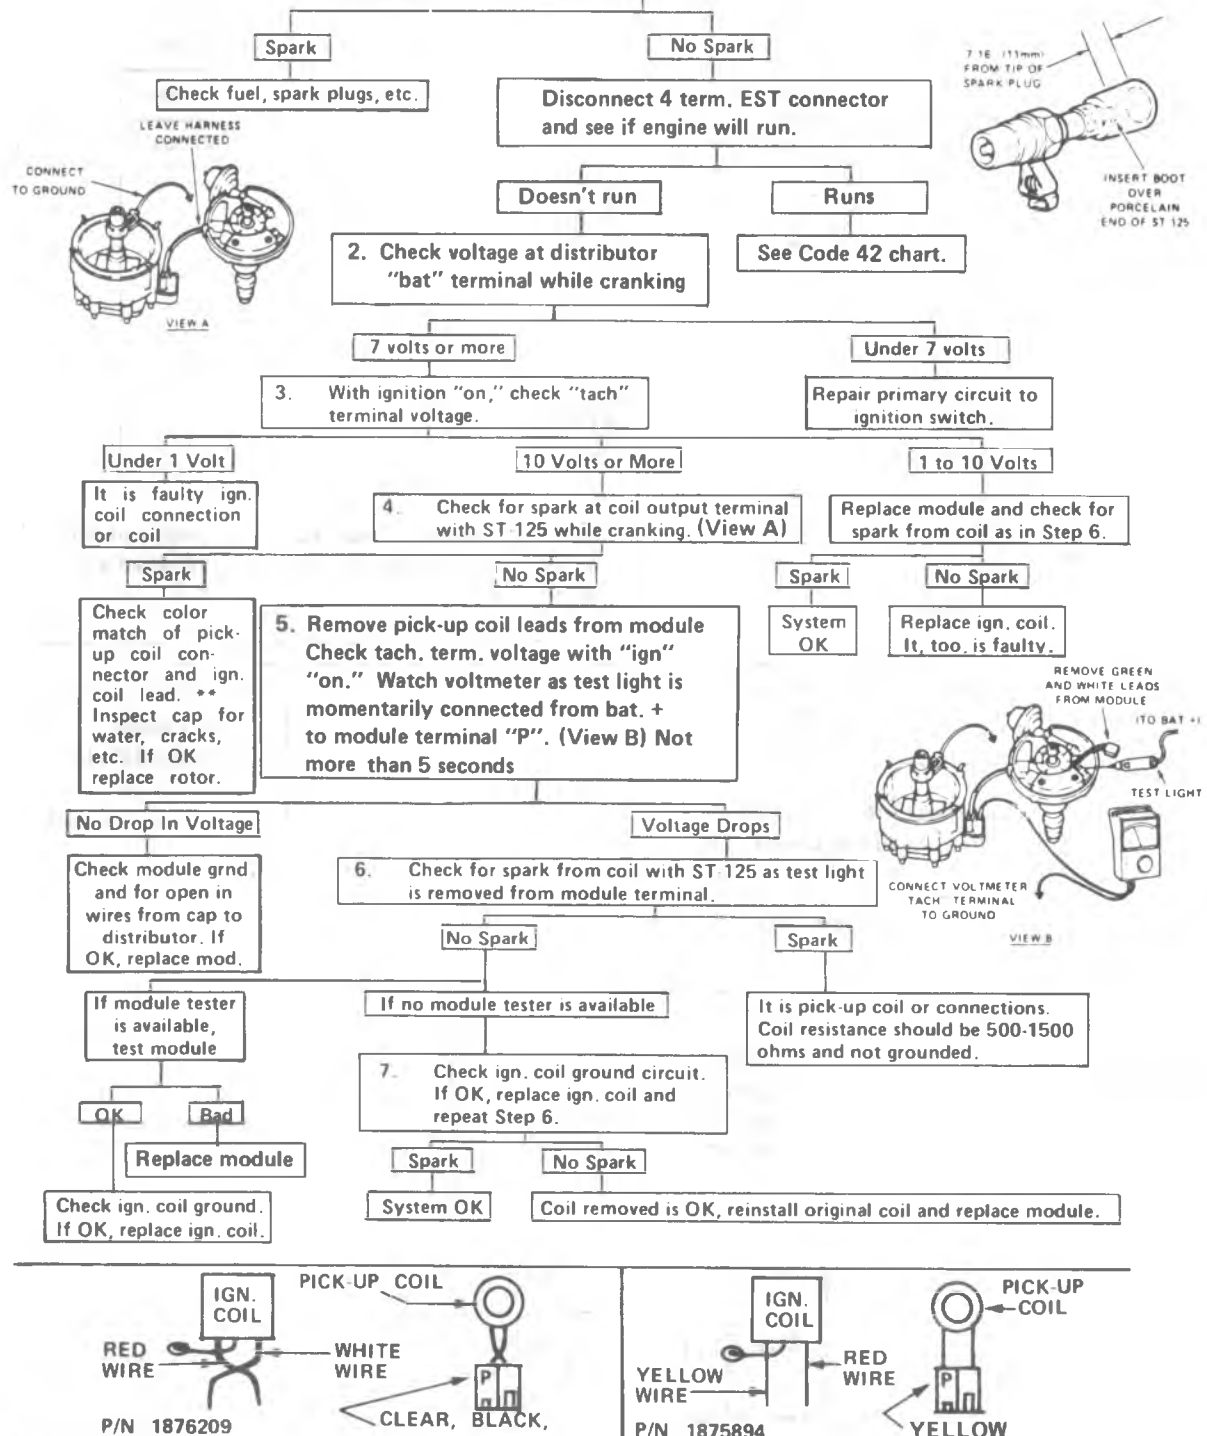 Spark
No Spark
Check fuel, spark plugs, etc.
Disconnect 4 term. EST connector
and see if engine will run.
7 16 (11mm)
FROM TIP OF
SPARK PLUG
INSERT BOOT
OVER
PORCELAIN
END OF ST 125
LEAVE HARNESS
CONNECTED
CONNECT
TO GROUND
VIEW A
Doesn't run
Runs
2. Check voltage at distributor
"bat" terminal while cranking
See Code 42 chart.
7 volts or more
Under 7 volts
3. With ignition "on," check "tach"
terminal voltage.
Repair primary circuit to
ignition switch.
Under 1 Volt
10 Volts or More
1 to 10 Volts
It is faulty ign.
coil connection
or coil
4. Check for spark at coil output terminal
with ST-125 while cranking. (View A)
Replace module and check for
spark from coil as in Step 6.
Spark
No Spark
Spark
No Spark
Check color
match of pick-
up coil con-
nector and ign.
coil lead. **
Inspect cap for
water, cracks,
etc. If OK
replace rotor.
5. Remove pick-up coil leads from module
Check tach. term. voltage with "ign"
"on." Watch voltmeter as test light is
momentarily connected from bat. +
to module terminal "P". (View B) Not
more than 5 seconds
System
OK
Replace ign. coil.
It, too. is faulty.
REMOVE GREEN
AND WHITE LEADS
FROM MODULE
(TO BAT +)
TEST LIGHT
CONNECT VOLTMETER
TACH TERMINAL
TO GROUND
VIEW B
No Drop In Voltage
Voltage Drops
Check module grnd
and for open in
wires from cap to
distributor. If
OK, replace mod.
6. Check for spark from coil with ST-125 as test light
is removed from module terminal.
No Spark
Spark
If module tester
is available,
test module
If no module tester is available
It is pick-up coil or connections.
Coil resistance should be 500-1500
ohms and not grounded.
7. Check ign. coil ground circuit.
If OK, replace ign. coil and
repeat Step 6.
OK
Bad
Replace module
Spark
No Spark
Check ign. coil ground.
If OK, replace ign. coil.
System OK
Coil removed is OK, reinstall original coil and replace module.
IGN.
COIL
PICK-UP COIL
RED
WIRE
WHITE
WIRE
P
P/N 1876209
CLEAR, BLACK,
IGN.
COIL
PICK-UP
COIL
YELLOW
WIRE
RED
WIRE
P
P/N 1875894
YELLOW